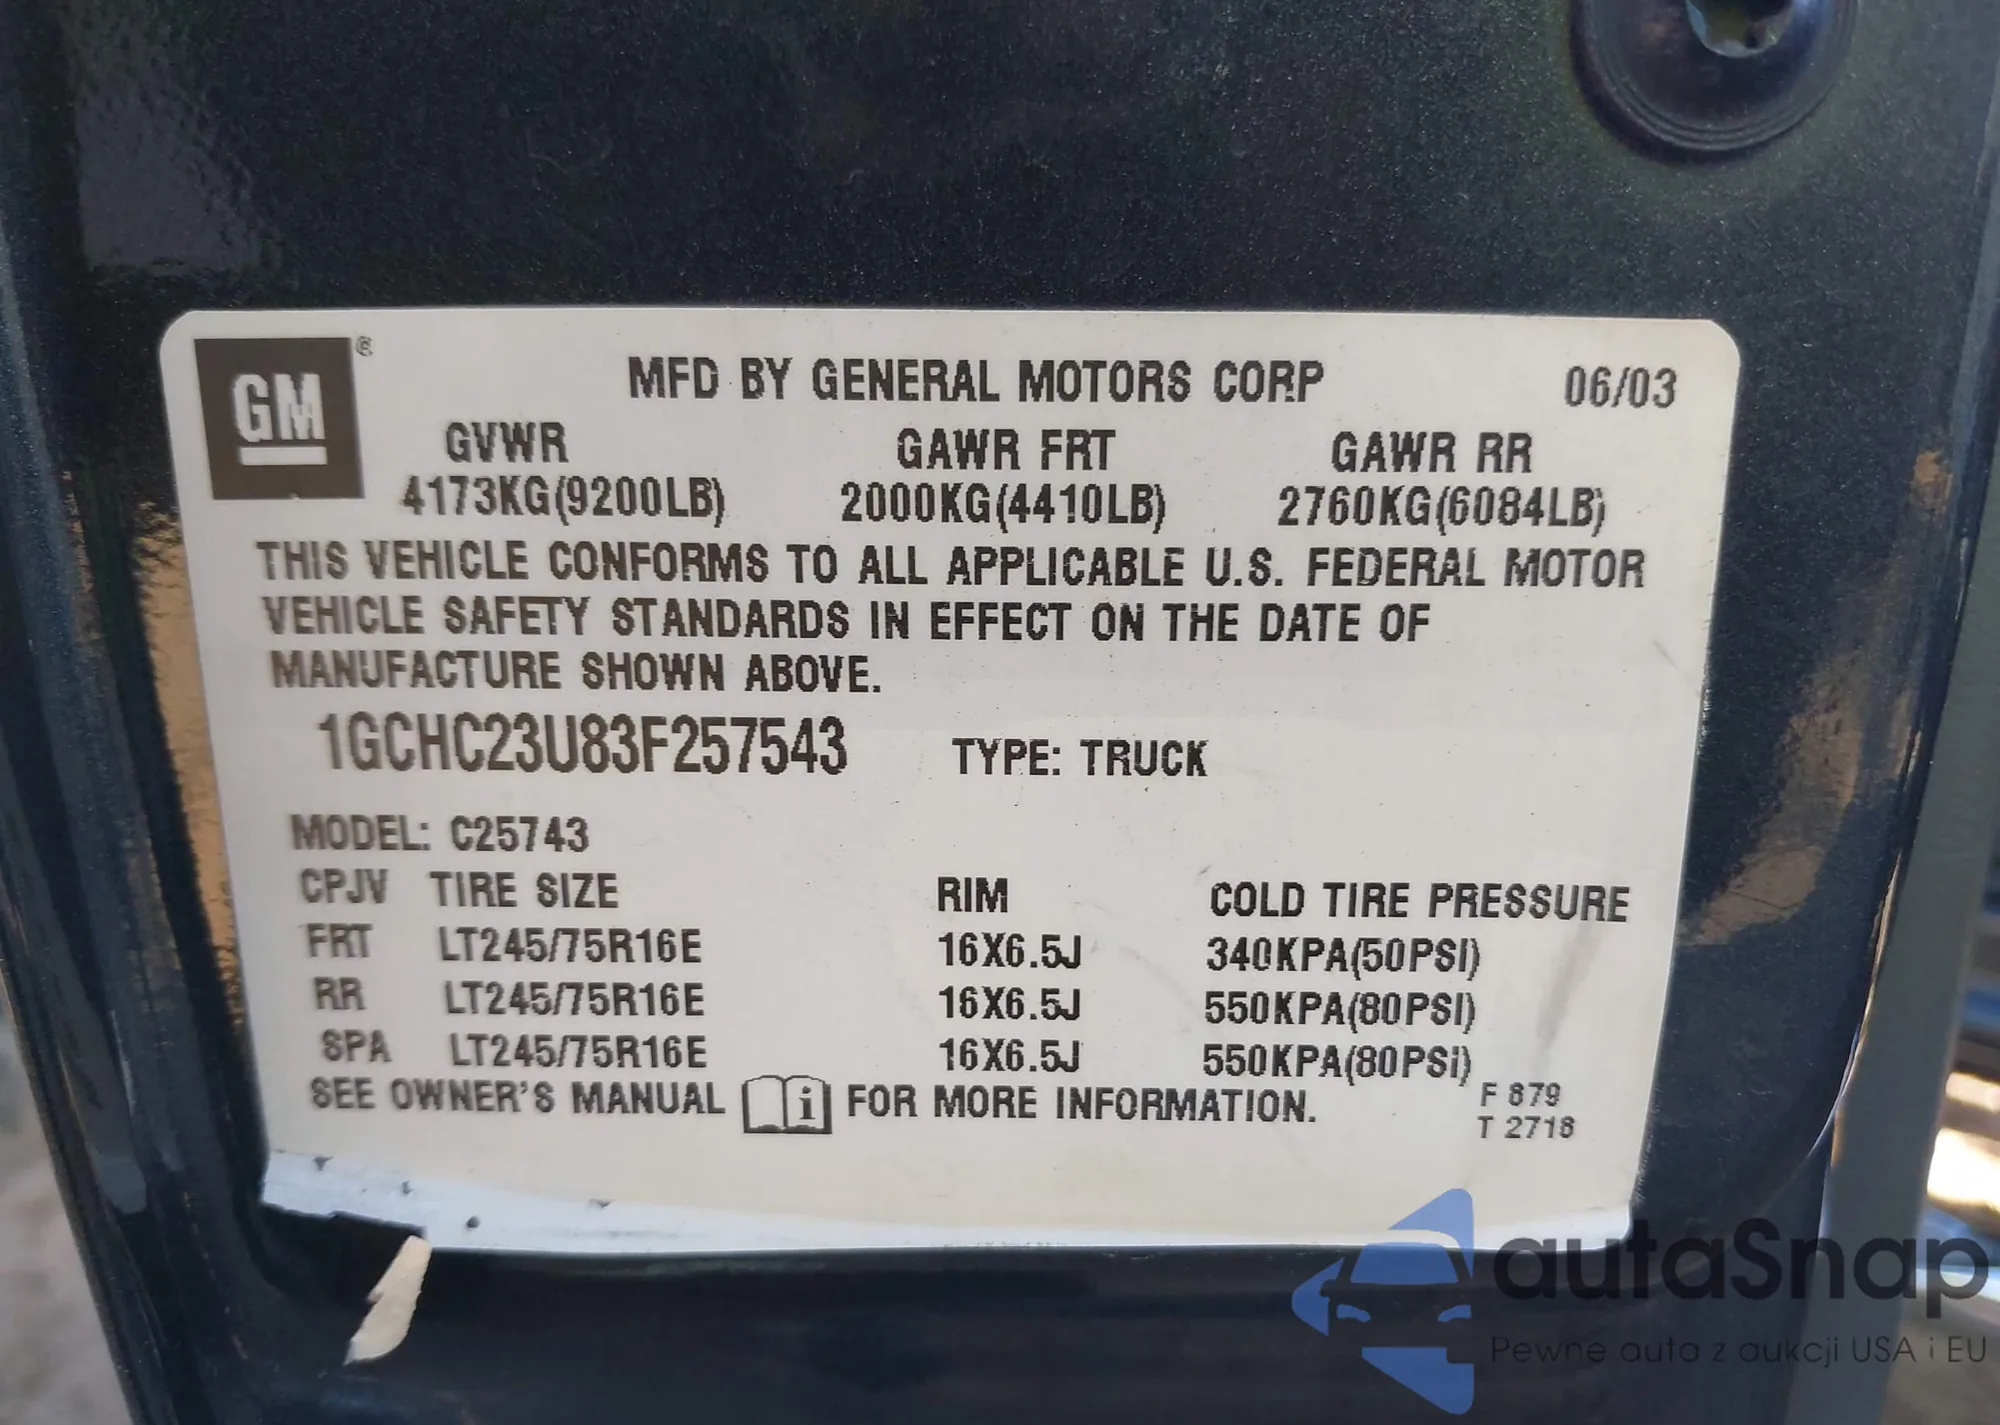 GM ®
MFD BY GENERAL MOTORS CORP 06/03
GVWR GAWR FRT GAWR RR
4173KG(9200LB) 2000KG(4410LB) 2760KG(6084LB)
THIS VEHICLE CONFORMS TO ALL APPLICABLE U.S. FEDERAL MOTOR
VEHICLE SAFETY STANDARDS IN EFFECT ON THE DATE OF
MANUFACTURE SHOWN ABOVE.
1GCHC23U83F257543 TYPE: TRUCK
MODEL: C25743
CPJV TIRE SIZE RIM COLD TIRE PRESSURE
FRT LT245/75R16E 16X6.5J 340KPA(50PSI)
RR LT245/75R16E 16X6.5J 550KPA(80PSI)
SPA LT245/75R16E 16X6.5J 550KPA(80PSI)
SEE OWNER'S MANUAL i FOR MORE INFORMATION.
F 879
T 2718
autaSnap
Pewne auta z aukcji USA i EU